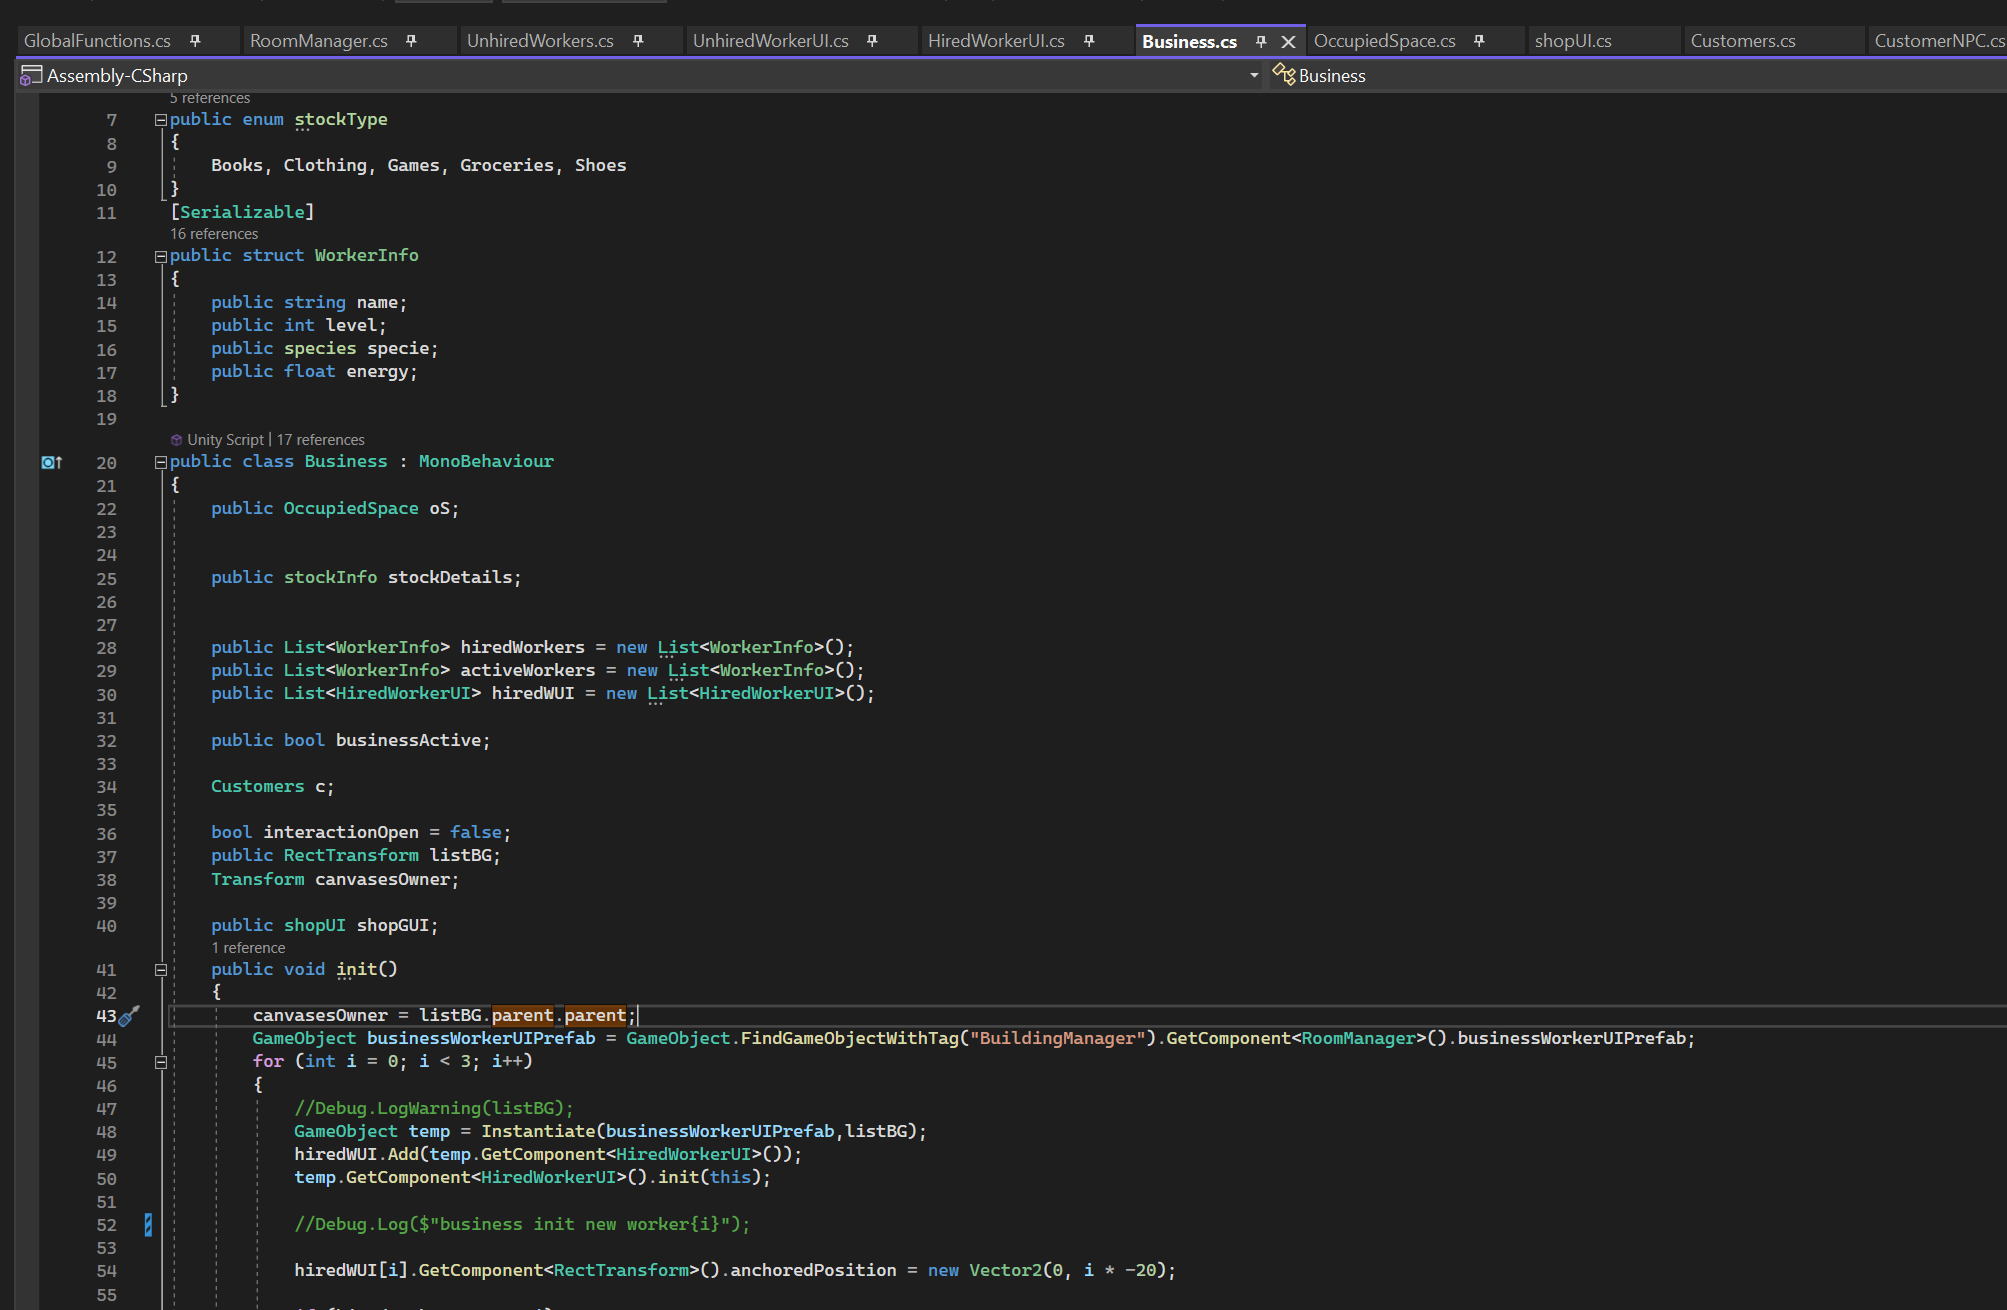 GlobalFunctions.cs RoomManager.cs UnhiredWorkers.cs UnhiredWorkerUI.cs HiredWorkerUI.cs Business.cs OccupiedSpace.cs shopUI.cs Customers.cs CustomerNPC.cs
Assembly-CSharp Business
5 references
7 public enum stockType
8 {
9 Books, Clothing, Games, Groceries, Shoes
10 }
11 [Serializable]
16 references
12 public struct WorkerInfo
13 {
14 public string name;
15 public int level;
16 public species specie;
17 public float energy;
18 }
19
Unity Script | 17 references
20 public class Business : MonoBehaviour
21 {
22 public OccupiedSpace oS;
23
24
25 public stockInfo stockDetails;
26
27
28 public List<WorkerInfo> hiredWorkers = new List<WorkerInfo>();
29 public List<WorkerInfo> activeWorkers = new List<WorkerInfo>();
30 public List<HiredWorkerUI> hiredWUI = new List<HiredWorkerUI>();
31
32 public bool businessActive;
33
34 Customers c;
35
36 bool interactionOpen = false;
37 public RectTransform listBG;
38 Transform canvasesOwner;
39
40 public shopUI shopGUI;
1 reference
41 public void init()
42 {
43 canvasesOwner = listBG.parent.parent;
44 GameObject businessWorkerUIPrefab = GameObject.FindGameObjectWithTag("BuildingManager").GetComponent<RoomManager>().businessWorkerUIPrefab;
45 for (int i = 0; i < 3; i++)
46 {
47 //Debug.LogWarning(listBG);
48 GameObject temp = Instantiate(businessWorkerUIPrefab,listBG);
49 hiredWUI.Add(temp.GetComponent<HiredWorkerUI>());
50 temp.GetComponent<HiredWorkerUI>().init(this);
51
52 //Debug.Log($"business init new worker{i}");
53
54 hiredWUI[i].GetComponent<RectTransform>().anchoredPosition = new Vector2(0, i * -20);
55